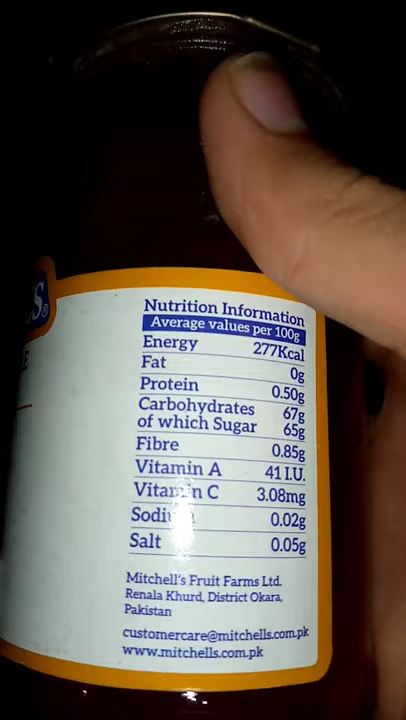 Nutrition Information
Average values per 100g
Energy 277Kcal
Fat 0g
Protein 0.50g
Carbohydrates 67g
of which Sugar 65g
Fibre 0.85g
Vitamin A 41 I.U.
Vitamin C 3.08mg
Sodium 0.02g
Salt 0.05g
Mitchell's Fruit Farms Ltd.
Renala Khurd, District Okara,
Pakistan
customercare@mitchells.com.pk
www.mitchells.com.pk